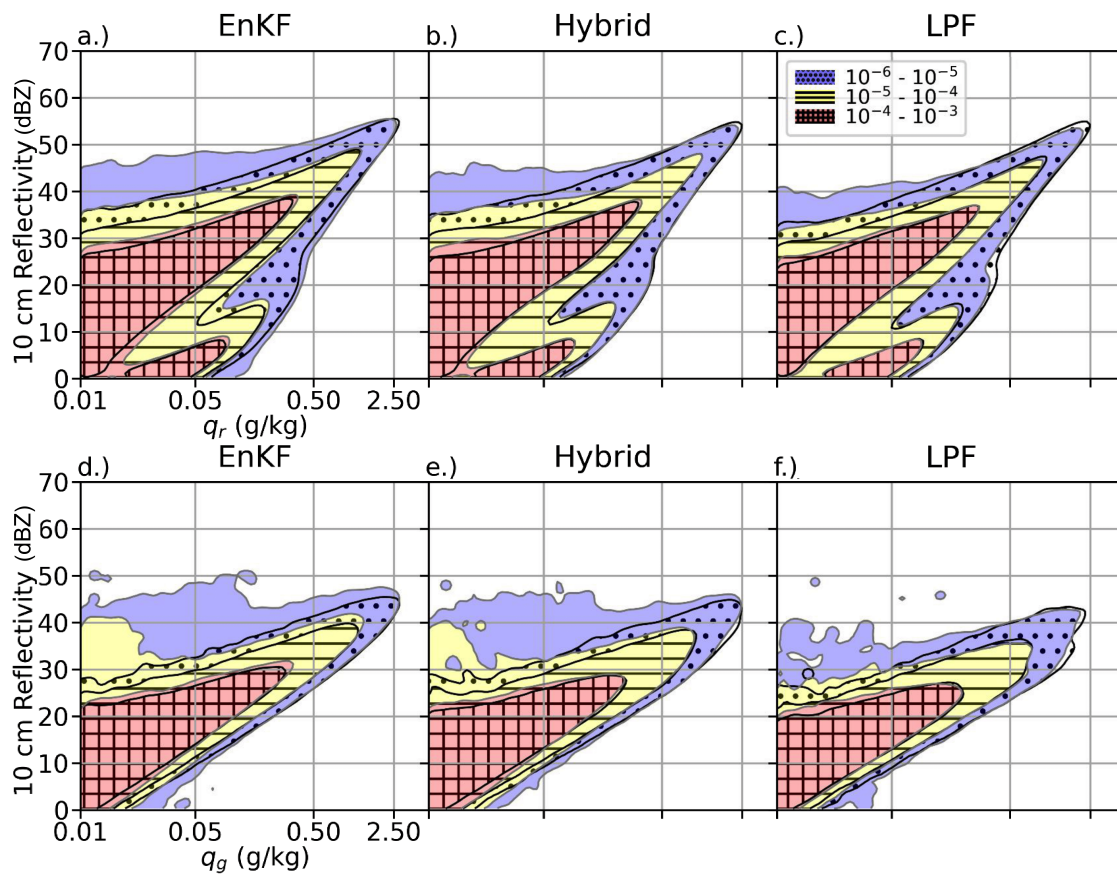 EnKF Hybrid LPF
a.) b.) c.)
70
60
50
40
30
20
10
0
10 cm Reflectivity (dBZ)
10⁻⁶ - 10⁻⁵
10⁻⁵ - 10⁻⁴
10⁻⁴ - 10⁻³
0.01 0.05 0.50 2.50
qᵣ (g/kg)
EnKF Hybrid LPF
d.) e.) f.)
70
60
50
40
30
20
10
0
10 cm Reflectivity (dBZ)
0.01 0.05 0.50 2.50
q_g (g/kg)